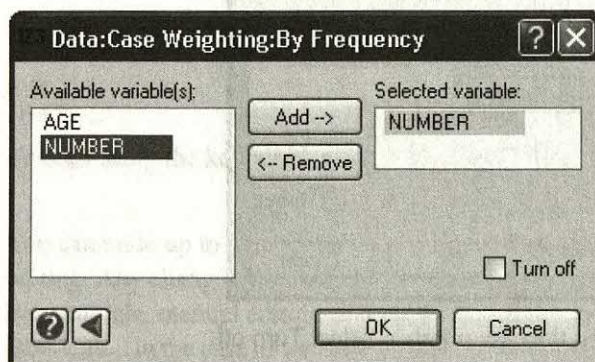 Data:Case Weighting:By Frequency
Available variable(s):
AGE
NUMBER
Add -->
<-- Remove
Selected variable:
NUMBER
Turn off
OK
Cancel